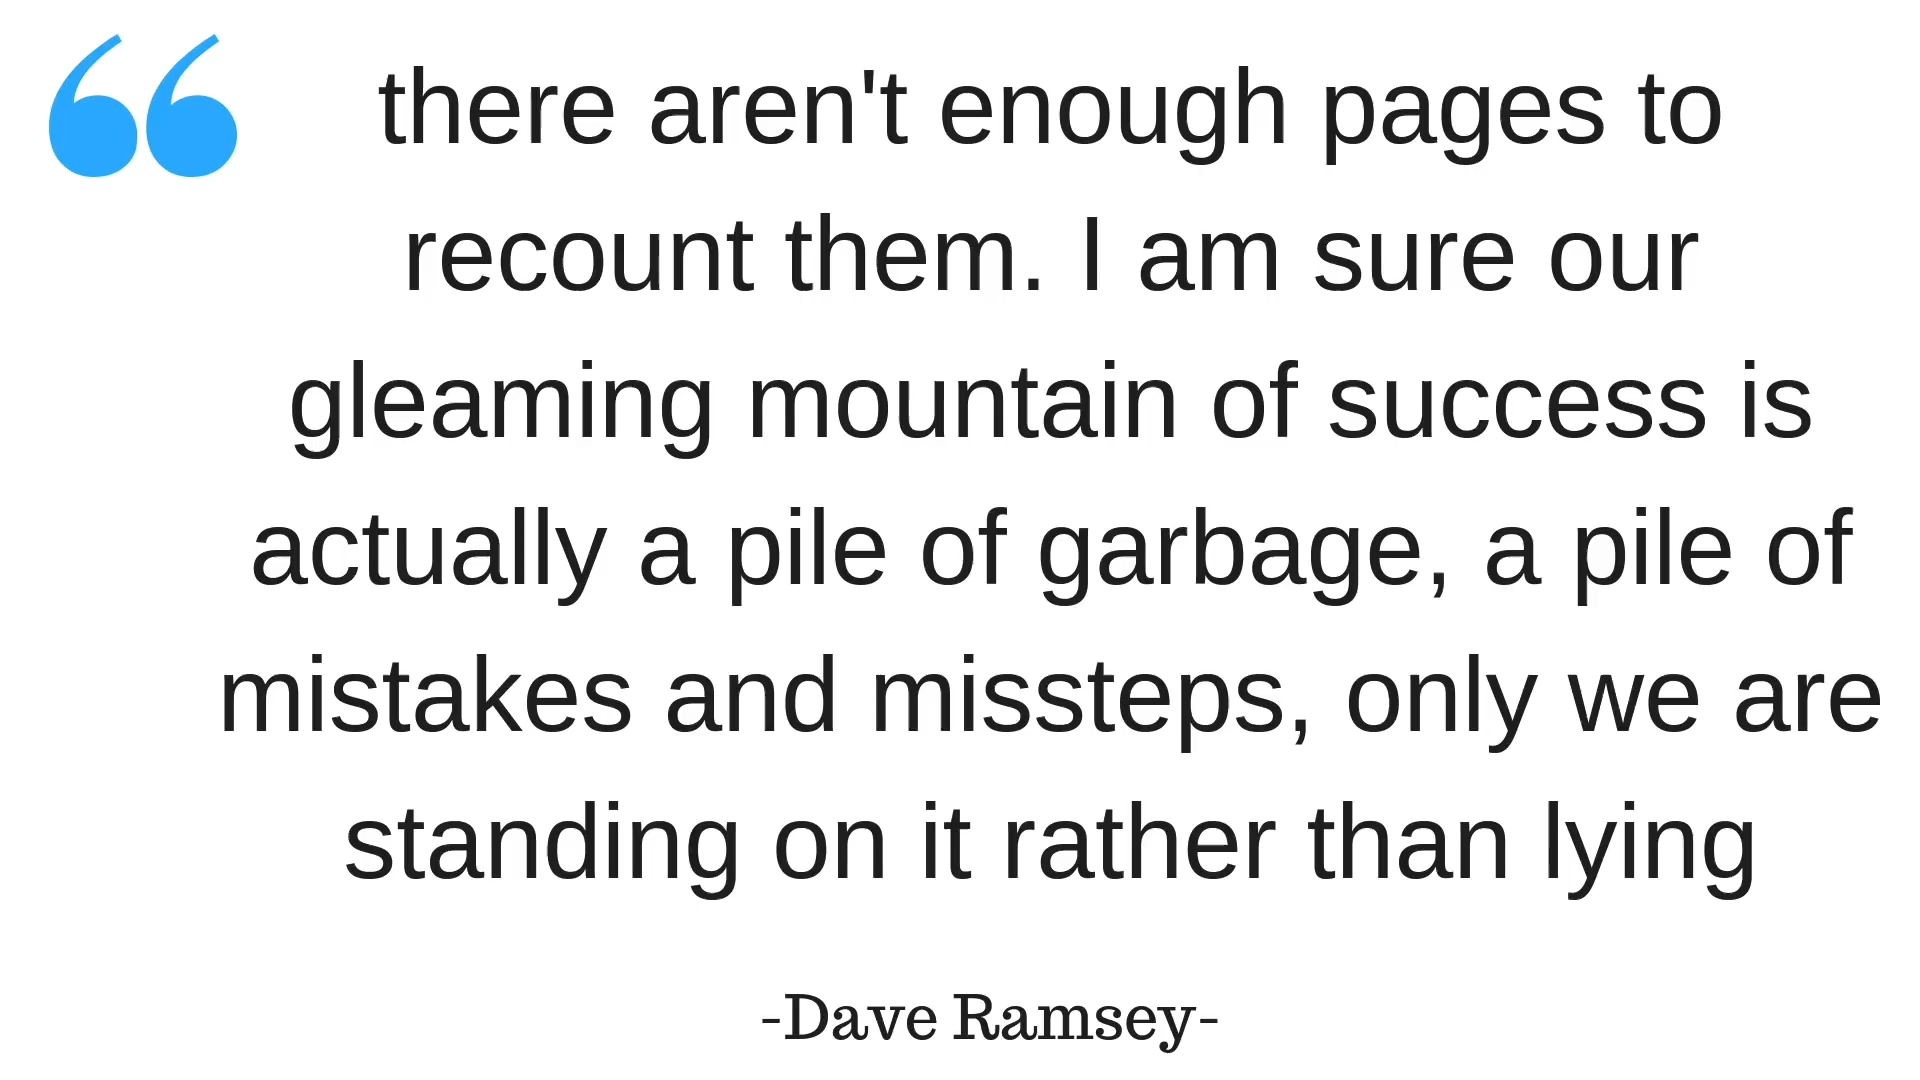 there aren't enough pages to
recount them. I am sure our
gleaming mountain of success is
actually a pile of garbage, a pile of
mistakes and missteps, only we are
standing on it rather than lying
-Dave Ramsey-